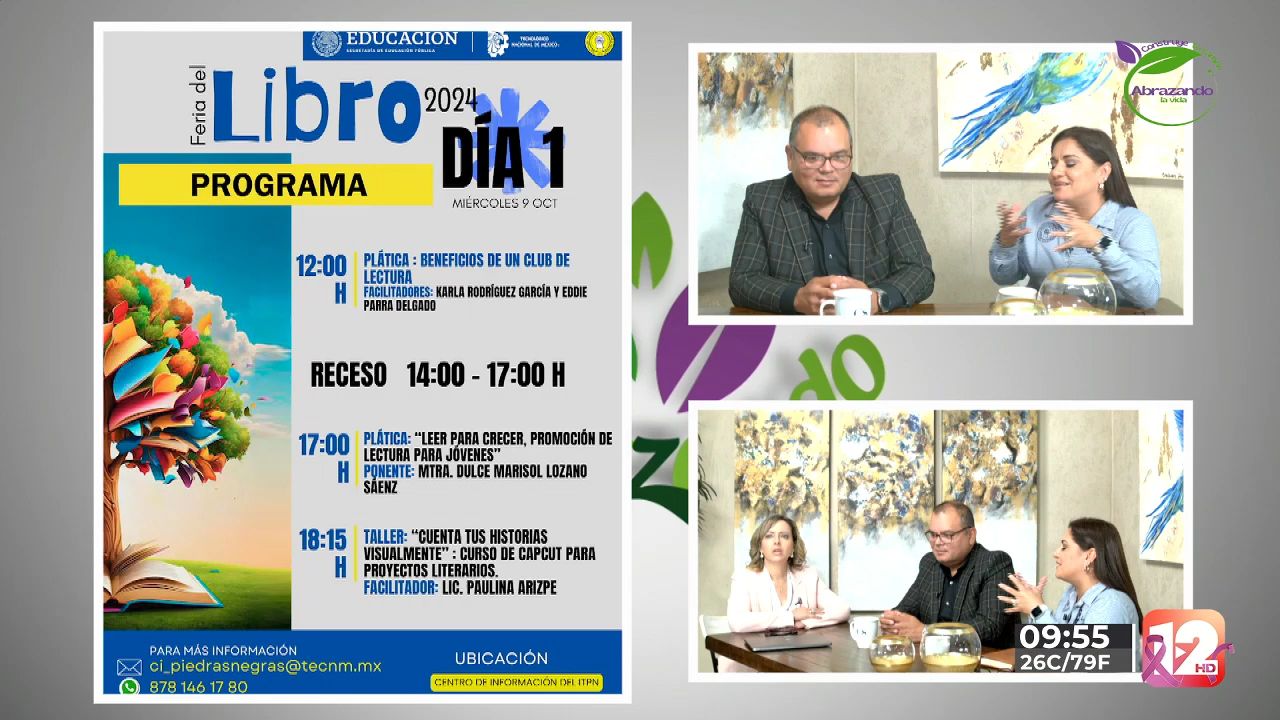 EDUCACIÓN
SECRETARÍA DE EDUCACIÓN PÚBLICA
TECNOLÓGICO
NACIONAL DE MÉXICO
Feria del
Libro
2024
DÍA 1
MIÉRCOLES 9 OCT
PROGRAMA
12:00
H
PLÁTICA : BENEFICIOS DE UN CLUB DE
LECTURA
FACILITADORES: KARLA RODRÍGUEZ GARCÍA Y EDDIE
PARRA DELGADO
RECESO 14:00 - 17:00 H
17:00
H
PLÁTICA: “LEER PARA CRECER, PROMOCIÓN DE
LECTURA PARA JÓVENES”
PONENTE: MTRA. DULCE MARISOL LOZANO
SÁENZ
18:15
H
TALLER: “CUENTA TUS HISTORIAS
VISUALMENTE” : CURSO DE CAPCUT PARA
PROYECTOS LITERARIOS.
FACILITADOR: LIC. PAULINA ARIZPE
PARA MÁS INFORMACIÓN
ci_piedrasnegras@tecnm.mx
878 146 17 80
UBICACIÓN
CENTRO DE INFORMACIÓN DEL ITPN
Construye
Abrazando
la vida
do
09:55
26C/79F
12
HD